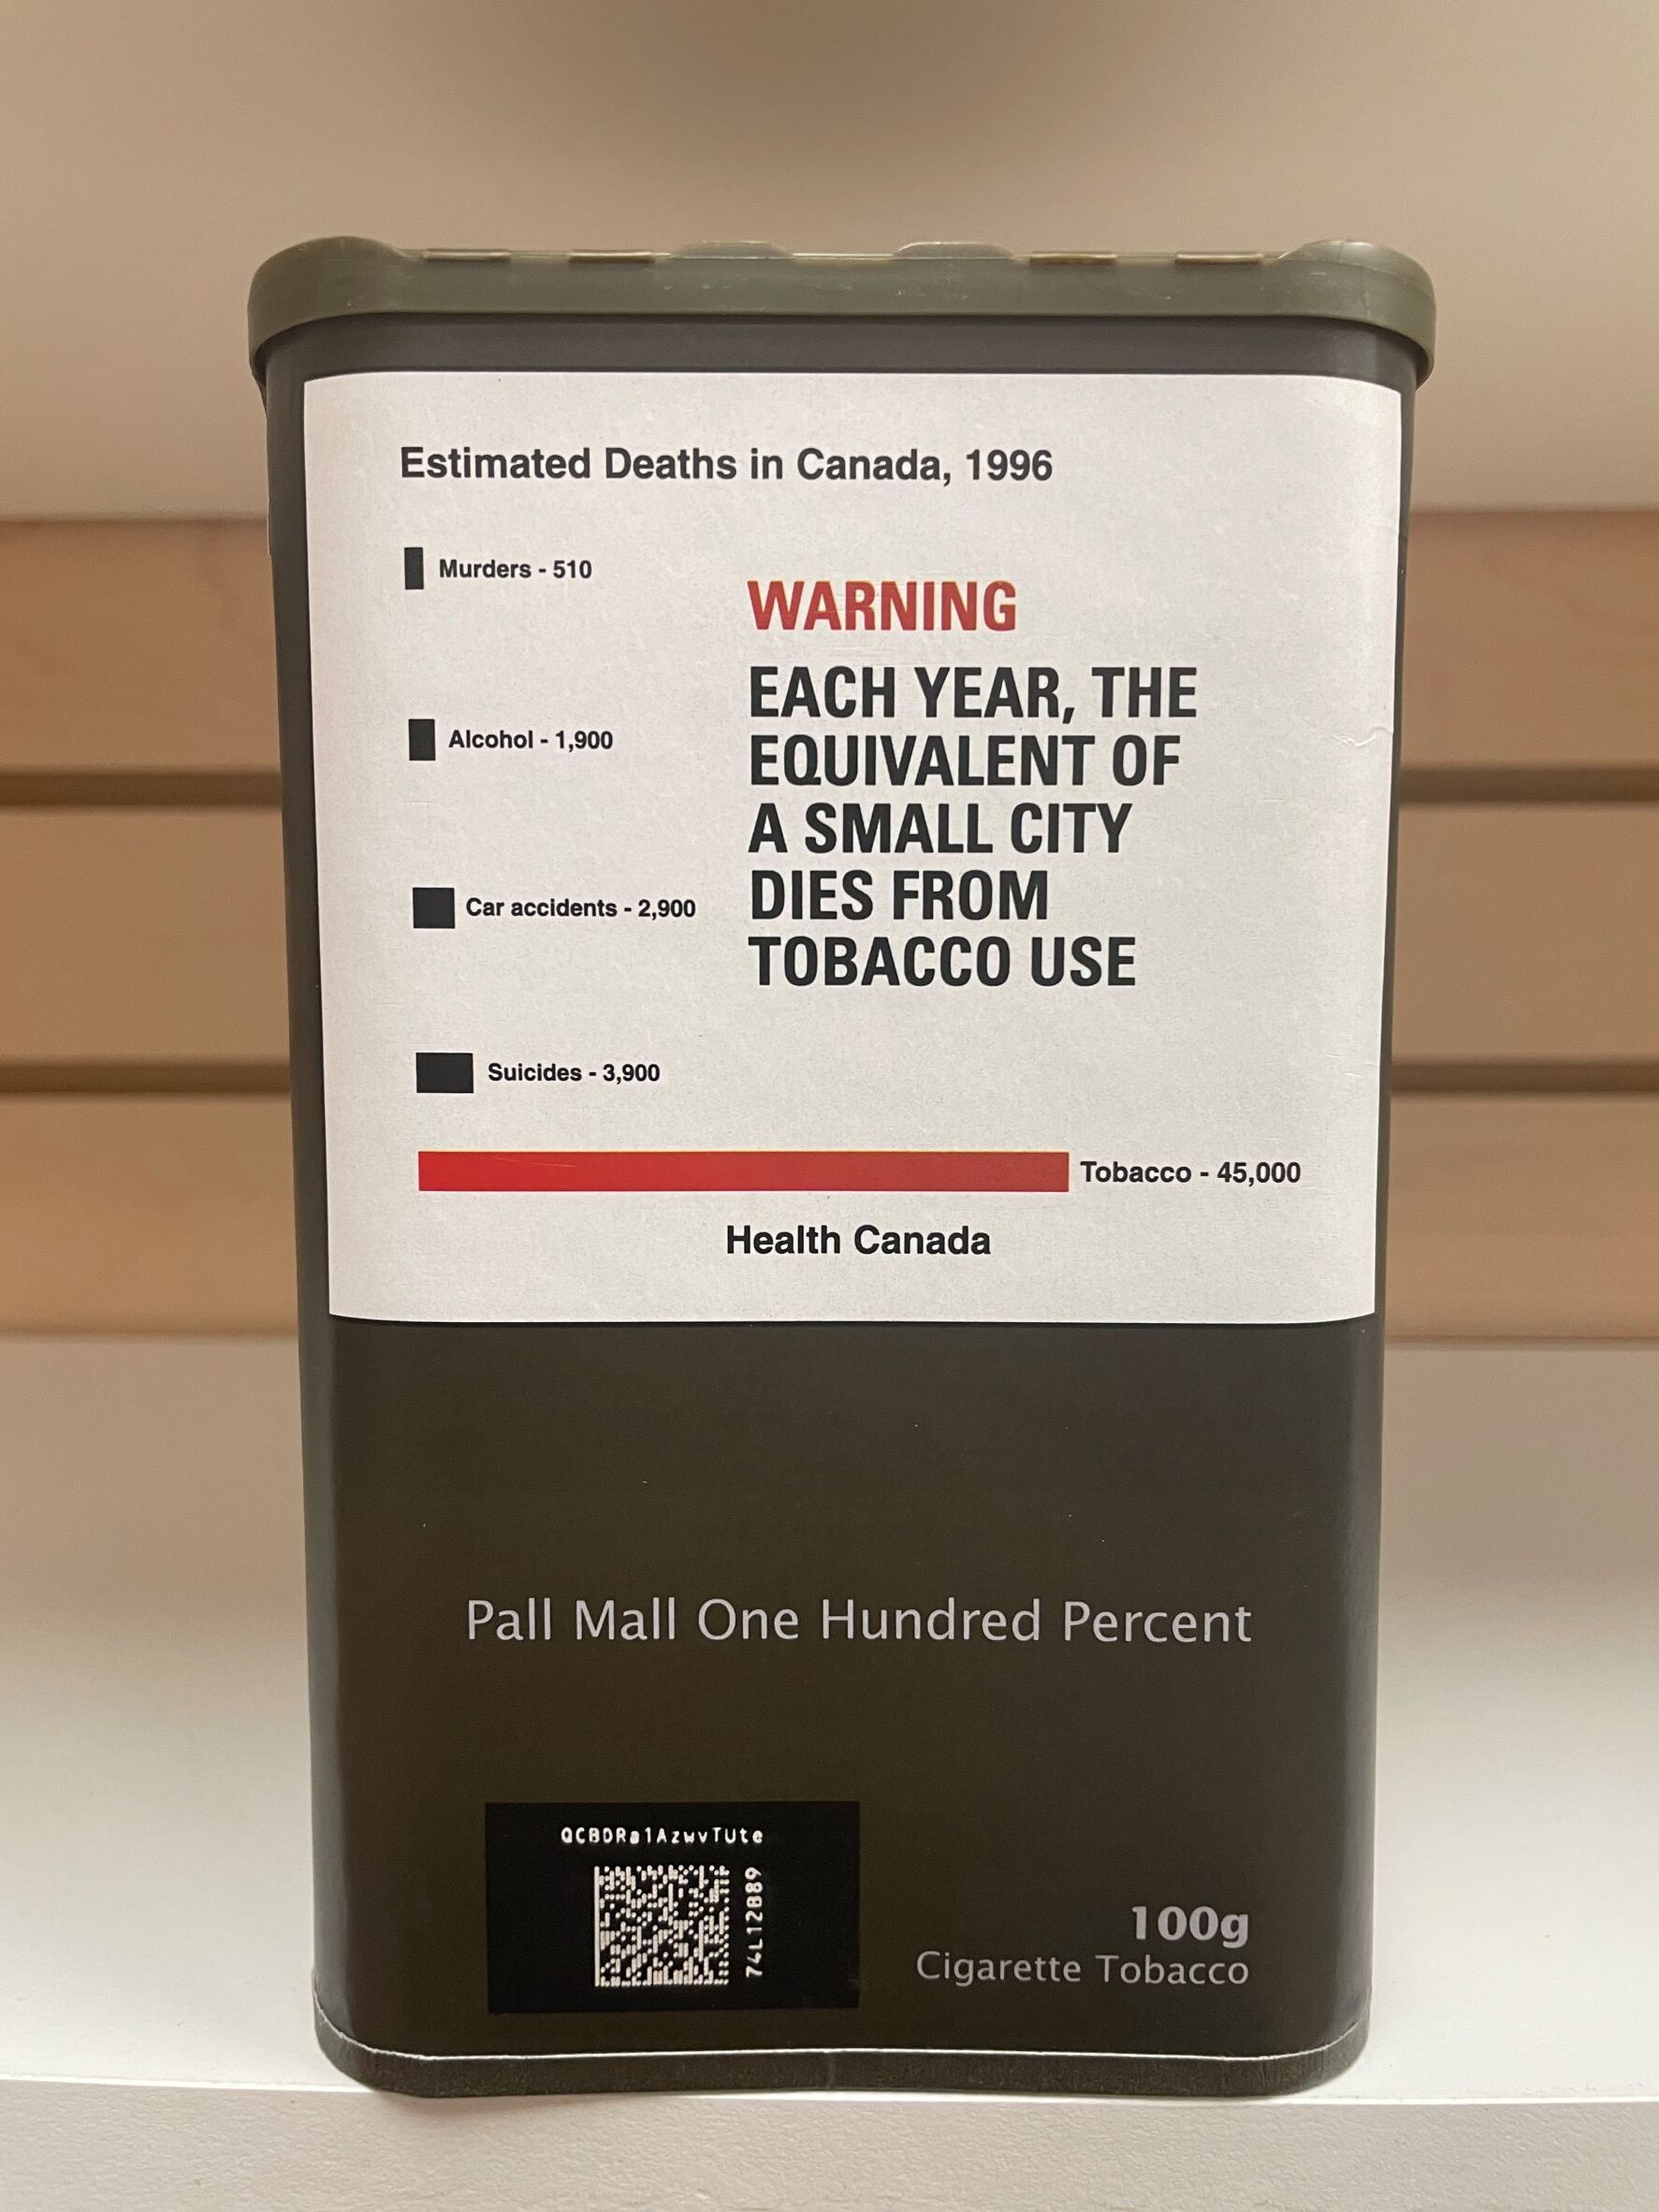 Estimated Deaths in Canada, 1996
Murders - 510
Alcohol - 1,900
Car accidents - 2,900
Suicides - 3,900
Tobacco - 45,000
WARNING
EACH YEAR, THE
EQUIVALENT OF
A SMALL CITY
DIES FROM
TOBACCO USE
Health Canada
Pall Mall One Hundred Percent
QCBDRa1AzwvTUte
74L12B89
100g
Cigarette Tobacco